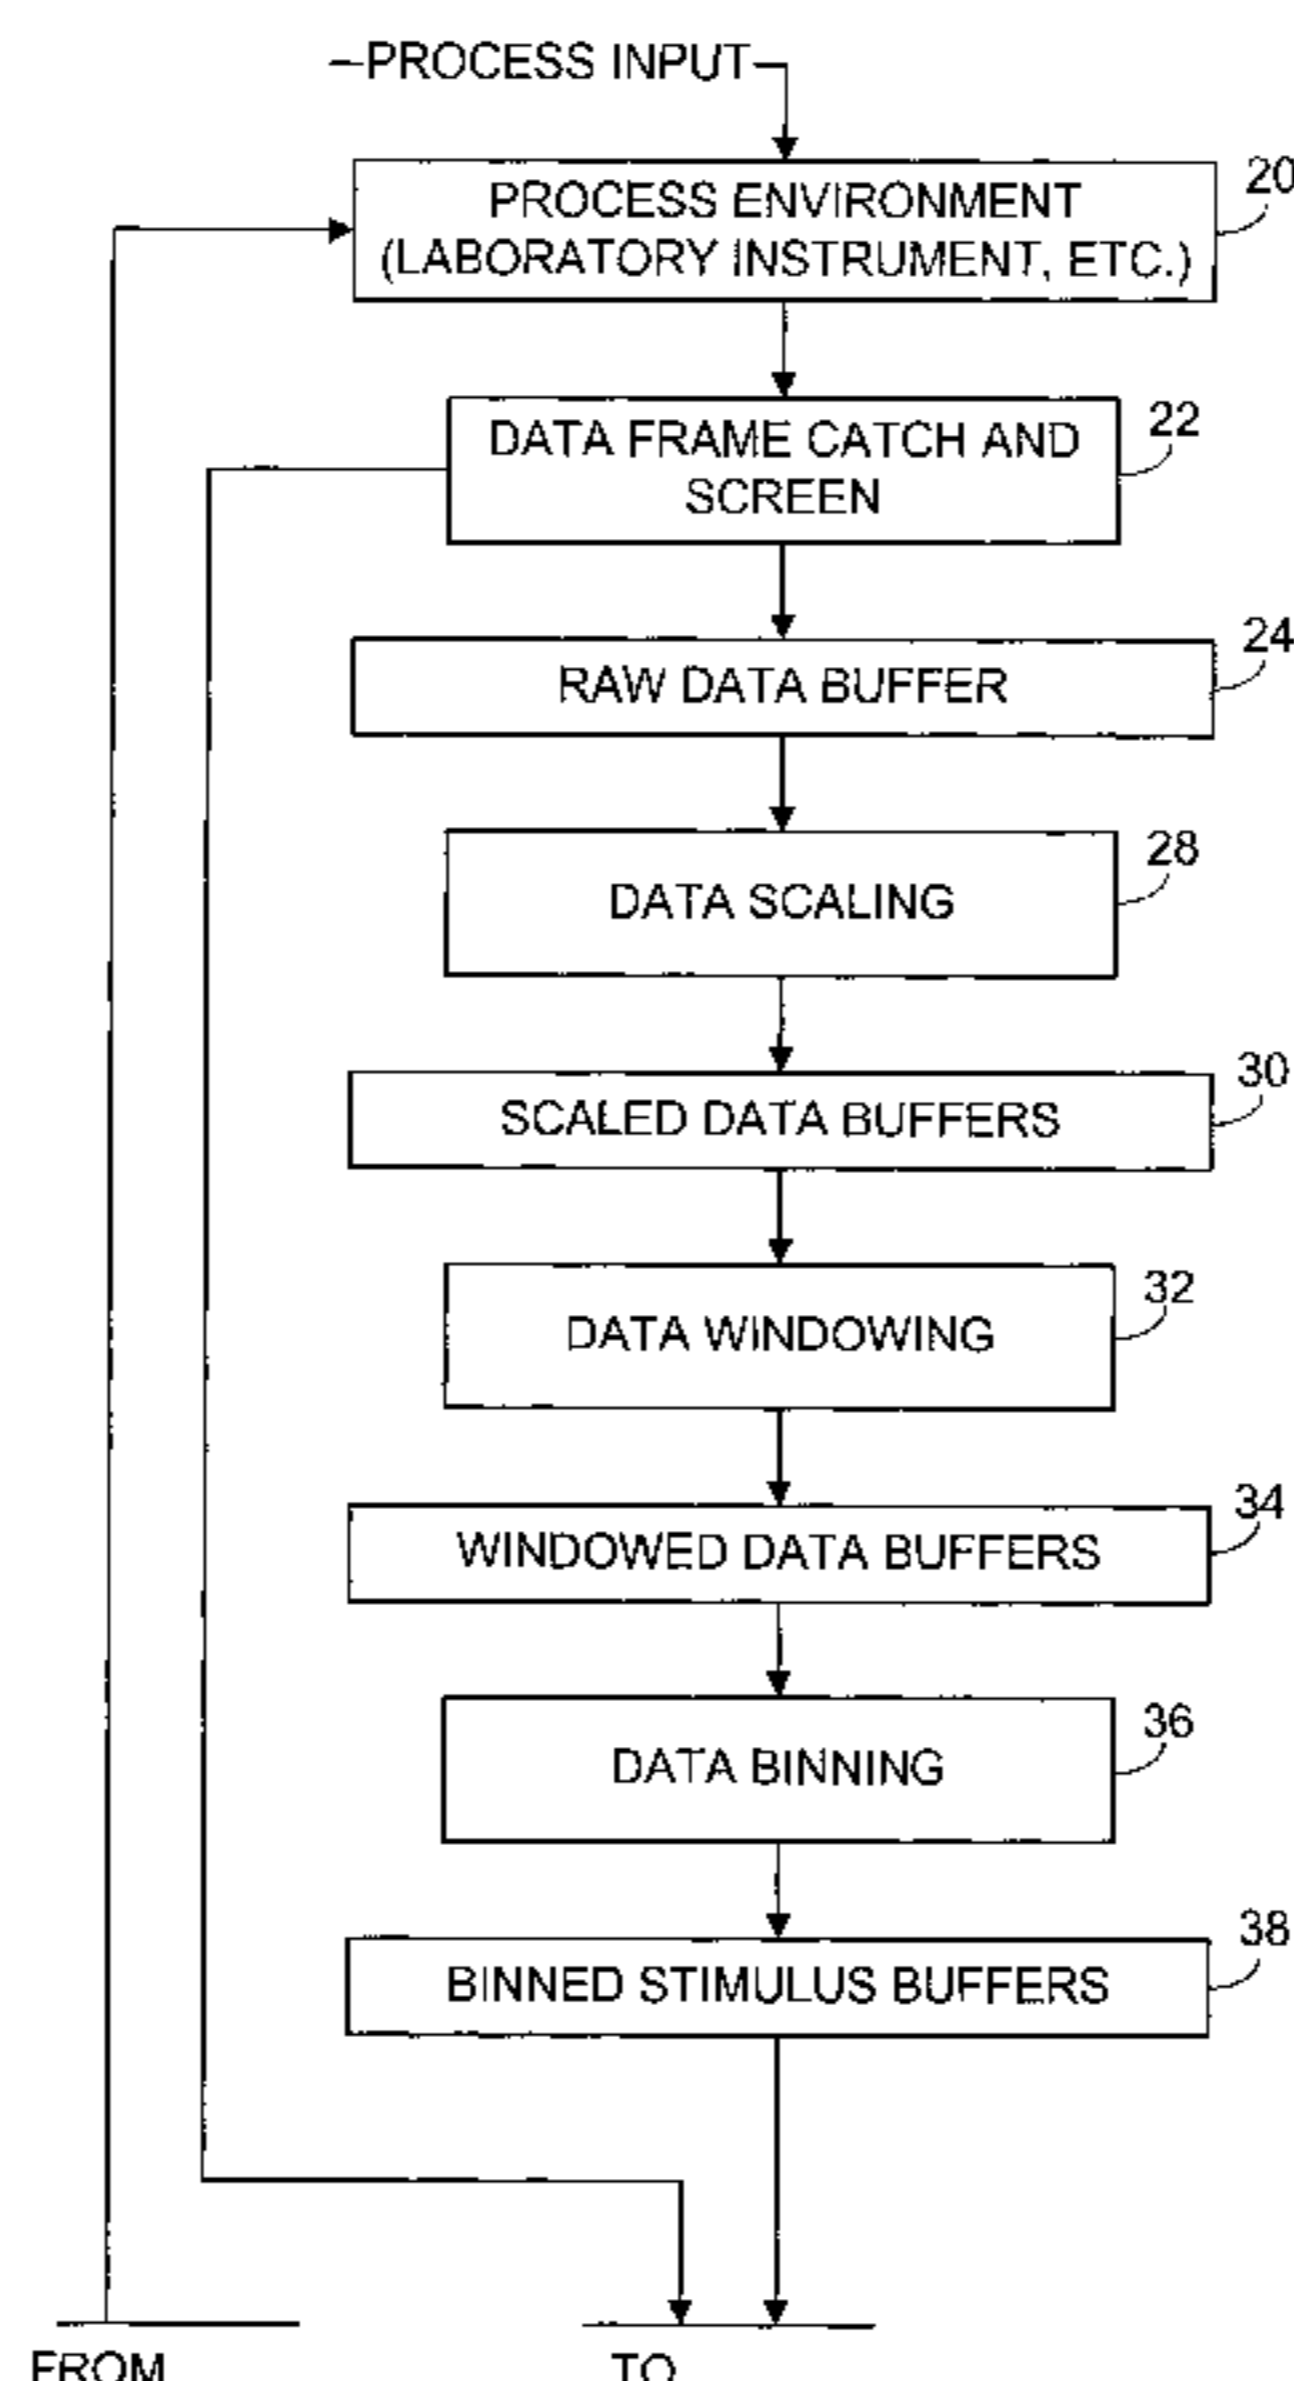 PROCESS INPUT
20
PROCESS ENVIRONMENT
(LABORATORY INSTRUMENT, ETC.)
22
DATA FRAME CATCH AND
SCREEN
24
RAW DATA BUFFER
28
DATA SCALING
30
SCALED DATA BUFFERS
32
DATA WINDOWING
34
WINDOWED DATA BUFFERS
36
DATA BINNING
38
BINNED STIMULUS BUFFERS
FROM
TO